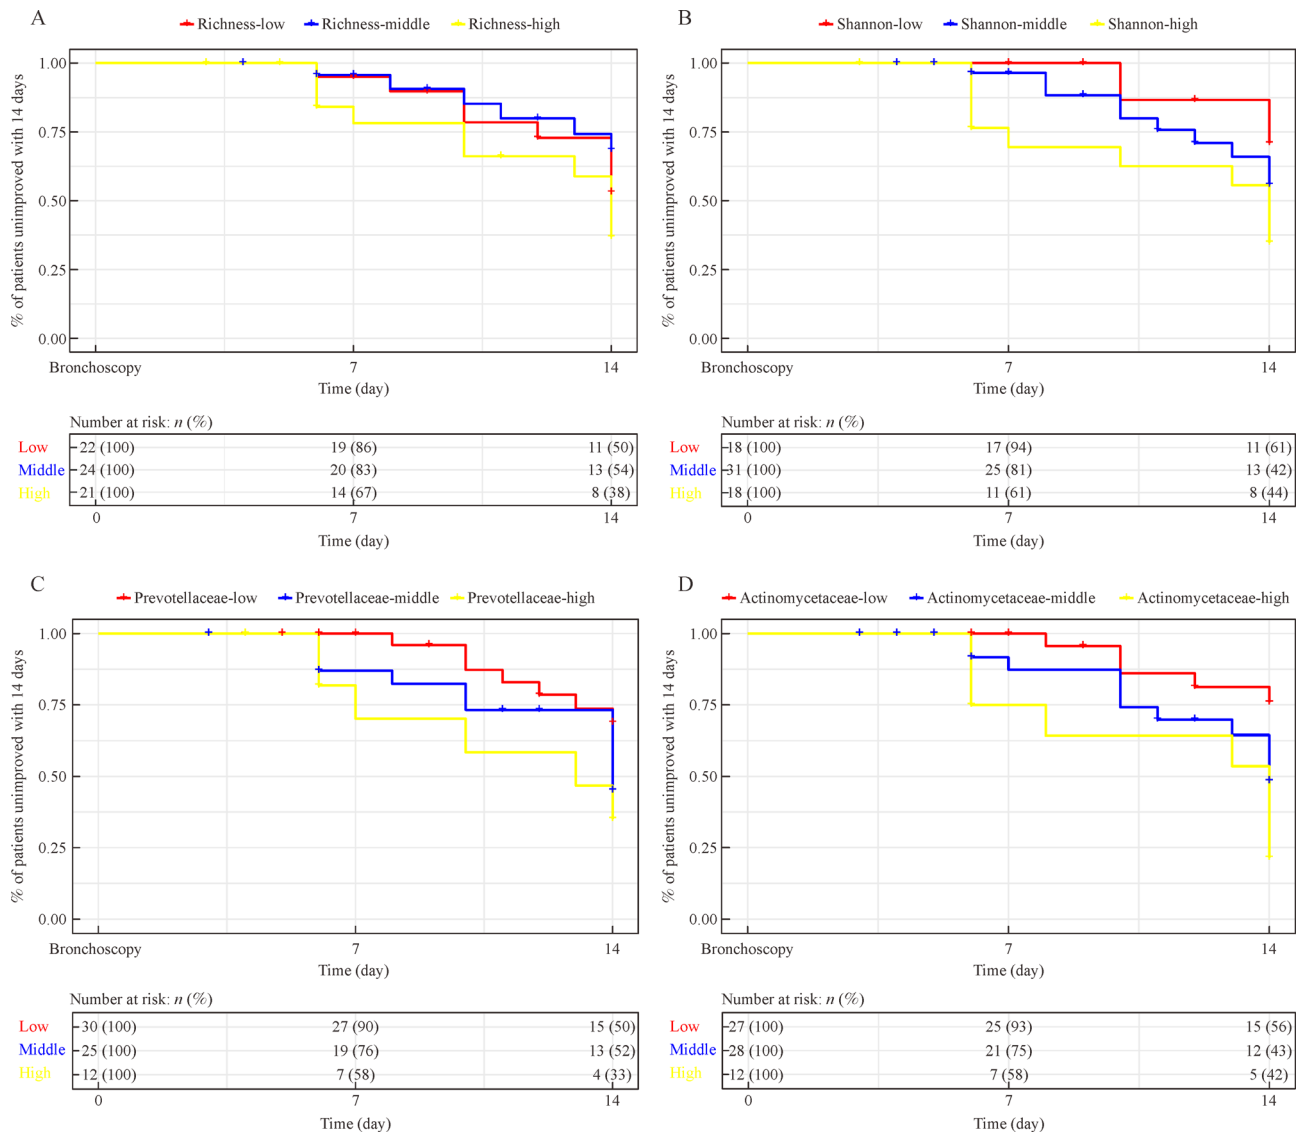 A
Richness-low Richness-middle Richness-high
% of patients unimproved with 14 days
1.00
0.75
0.50
0.25
0.00
Bronchoscopy 7 14
Time (day)
Number at risk: n (%)
Low 22 (100) 19 (86) 11 (50)
Middle 24 (100) 20 (83) 13 (54)
High 21 (100) 14 (67) 8 (38)
0 7 14
Time (day)
B
Shannon-low Shannon-middle Shannon-high
% of patients unimproved with 14 days
1.00
0.75
0.50
0.25
0.00
Bronchoscopy 7 14
Time (day)
Number at risk: n (%)
Low 18 (100) 17 (94) 11 (61)
Middle 31 (100) 25 (81) 13 (42)
High 18 (100) 11 (61) 8 (44)
0 7 14
Time (day)
C
Prevotellaceae-low Prevotellaceae-middle Prevotellaceae-high
% of patients unimproved with 14 days
1.00
0.75
0.50
0.25
0.00
Bronchoscopy 7 14
Time (day)
Number at risk: n (%)
Low 30 (100) 27 (90) 15 (50)
Middle 25 (100) 19 (76) 13 (52)
High 12 (100) 7 (58) 4 (33)
0 7 14
Time (day)
D
Actinomycetaceae-low Actinomycetaceae-middle Actinomycetaceae-high
% of patients unimproved with 14 days
1.00
0.75
0.50
0.25
0.00
Bronchoscopy 7 14
Time (day)
Number at risk: n (%)
Low 27 (100) 25 (93) 15 (56)
Middle 28 (100) 21 (75) 12 (43)
High 12 (100) 7 (58) 5 (42)
0 7 14
Time (day)